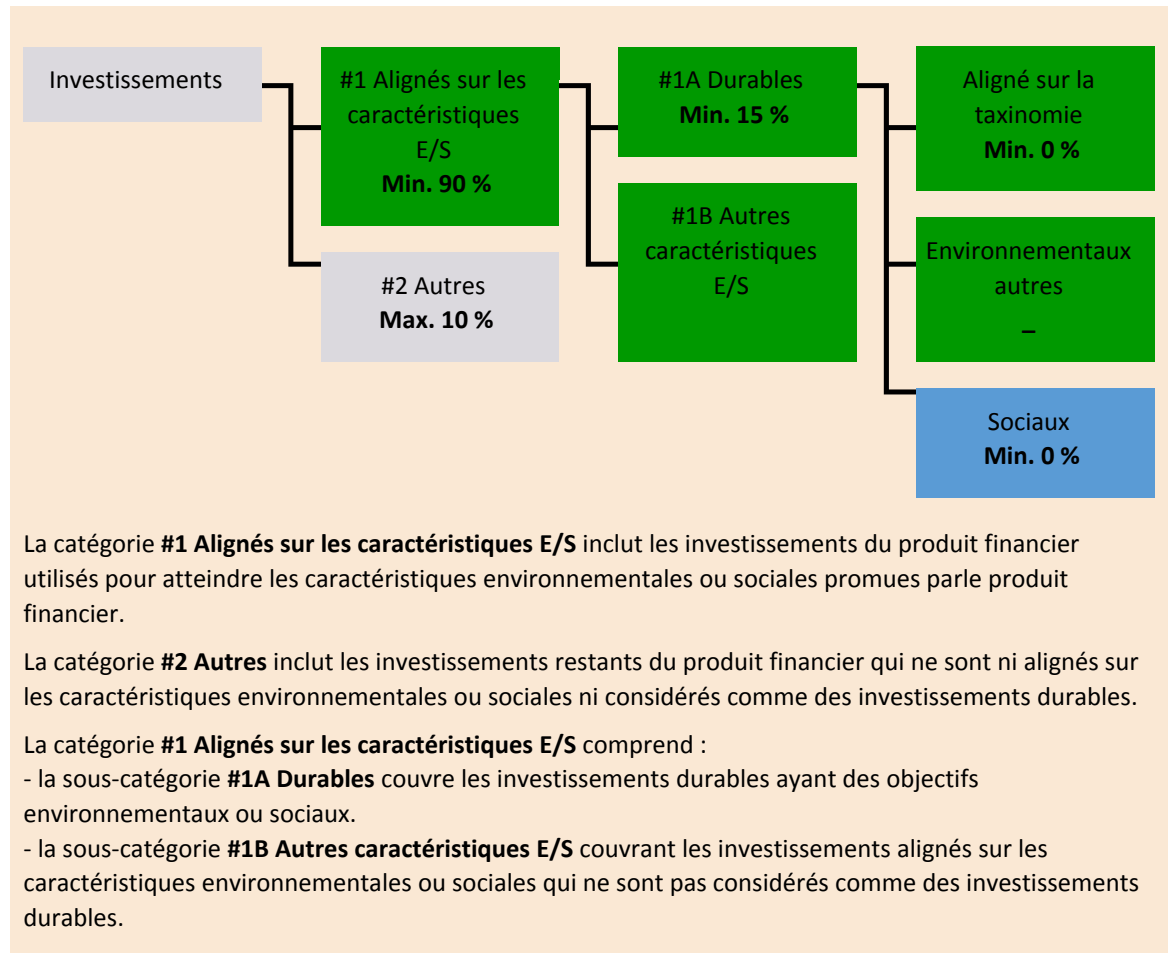 Investissements
#1 Alignés sur les
caractéristiques
E/S
Min. 90 %
#2 Autres
Max. 10 %
#1A Durables
Min. 15 %
#1B Autres
caractéristiques
E/S
Aligné sur la
taxinomie
Min. 0 %
Environnementaux
autres
–
Sociaux
Min. 0 %
La catégorie #1 Alignés sur les caractéristiques E/S inclut les investissements du produit financier
utilisés pour atteindre les caractéristiques environnementales ou sociales promues parle produit
financier.
La catégorie #2 Autres inclut les investissements restants du produit financier qui ne sont ni alignés sur
les caractéristiques environnementales ou sociales ni considérés comme des investissements durables.
La catégorie #1 Alignés sur les caractéristiques E/S comprend :
- la sous-catégorie #1A Durables couvre les investissements durables ayant des objectifs
environnementaux ou sociaux.
- la sous-catégorie #1B Autres caractéristiques E/S couvrant les investissements alignés sur les
caractéristiques environnementales ou sociales qui ne sont pas considérés comme des investissements
durables.